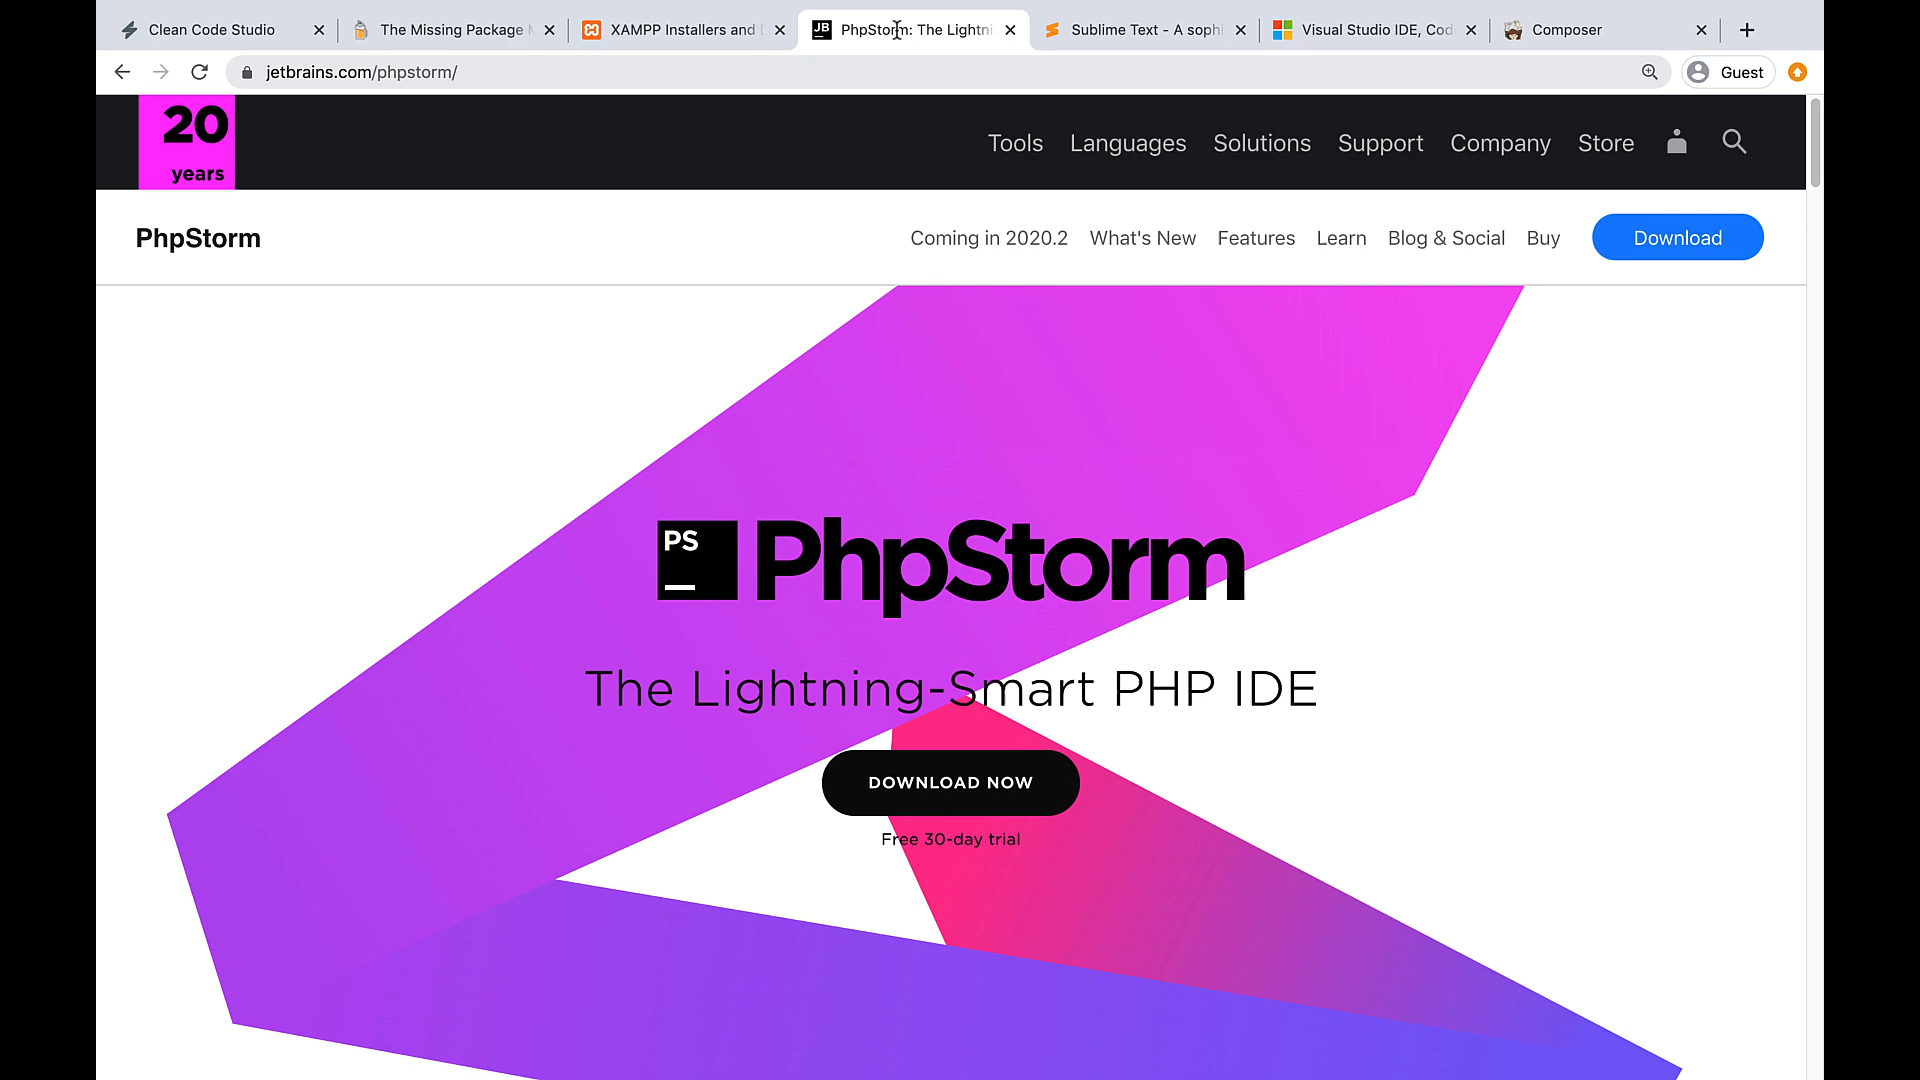 Clean Code Studio
The Missing Package
XAMPP Installers and
PhpStorm: The Lightni
Sublime Text - A sophi
Visual Studio IDE, Cod
Composer
jetbrains.com/phpstorm/
Guest
20
years
Tools Languages Solutions Support Company Store
PhpStorm
Coming in 2020.2 What's New Features Learn Blog & Social Buy Download
PS
PhpStorm
The Lightning-Smart PHP IDE
DOWNLOAD NOW
Free 30-day trial